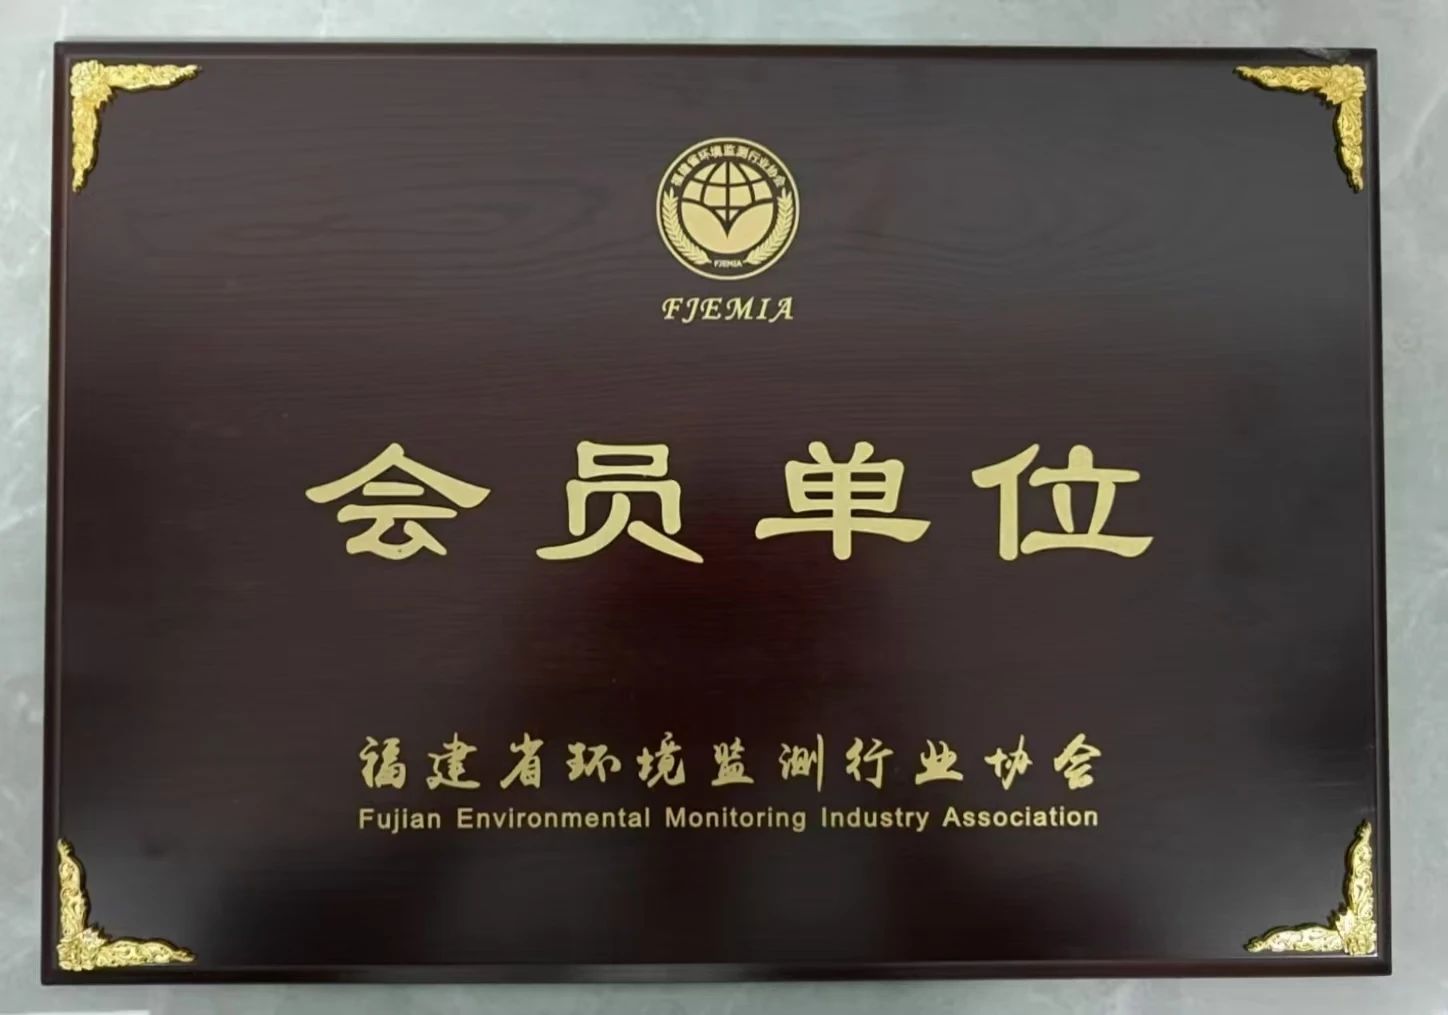 福建省环境监测行业协会
FJEMIA
FJEMIA
会员单位
福建省环境监测行业协会
Fujian Environmental Monitoring Industry Association